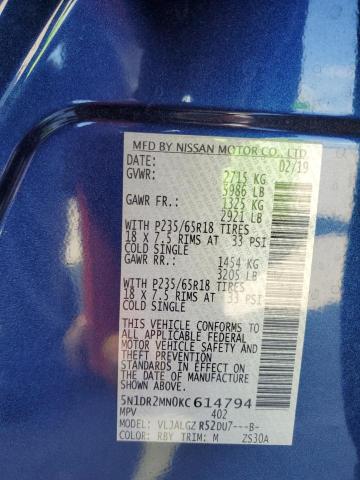 MFD BY NISSAN MOTOR CO., LTD
DATE: 02/19
GVWR: 2715 KG
5986 LB
GAWR FR.: 1325 KG
2921 LB
WITH P235/65R18 TIRES
18 X 7.5 RIMS AT 33 PSI
COLD SINGLE
GAWR RR.: 1454 KG
3205 LB
WITH P235/65R18 TIRES
18 X 7.5 RIMS AT 33 PSI
COLD SINGLE
THIS VEHICLE CONFORMS TO
ALL APPLICABLE FEDERAL
MOTOR VEHICLE SAFETY AND
THEFT PREVENTION
STANDARDS IN EFFECT ON
THE DATE OF MANUFACTURE
SHOWN ABOVE.
5N1DR2MN0KC614794
MPV 402
MODEL: VLJALGZ R52DU7---B-
COLOR: RBY TRIM: M ZS30A